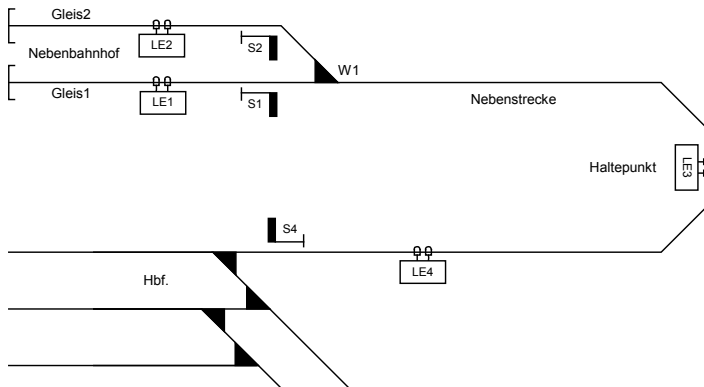 Gleis2
LE2
S2
Nebenbahnhof
W1
Gleis1
LE1
S1
Nebenstrecke
Haltepunkt
LE3
S4
LE4
Hbf.